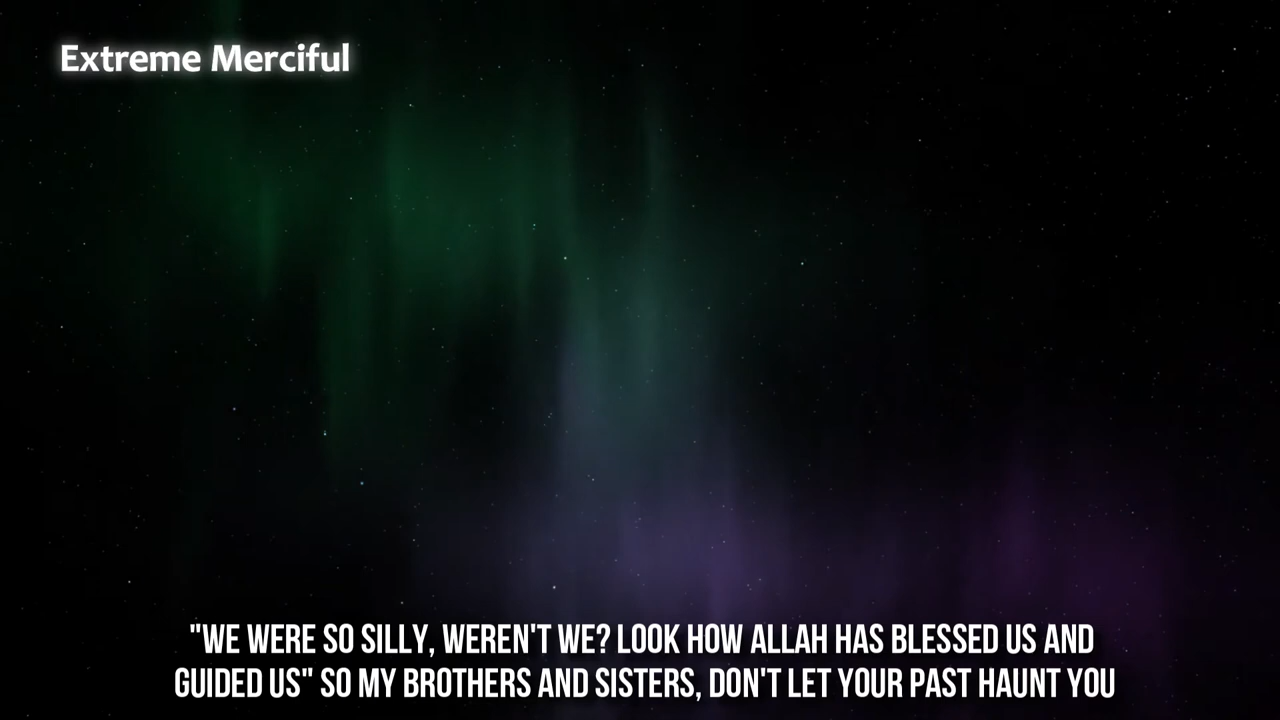 Extreme Merciful
"WE WERE SO SILLY, WEREN'T WE? LOOK HOW ALLAH HAS BLESSED US AND
GUIDED US" SO MY BROTHERS AND SISTERS, DON'T LET YOUR PAST HAUNT YOU